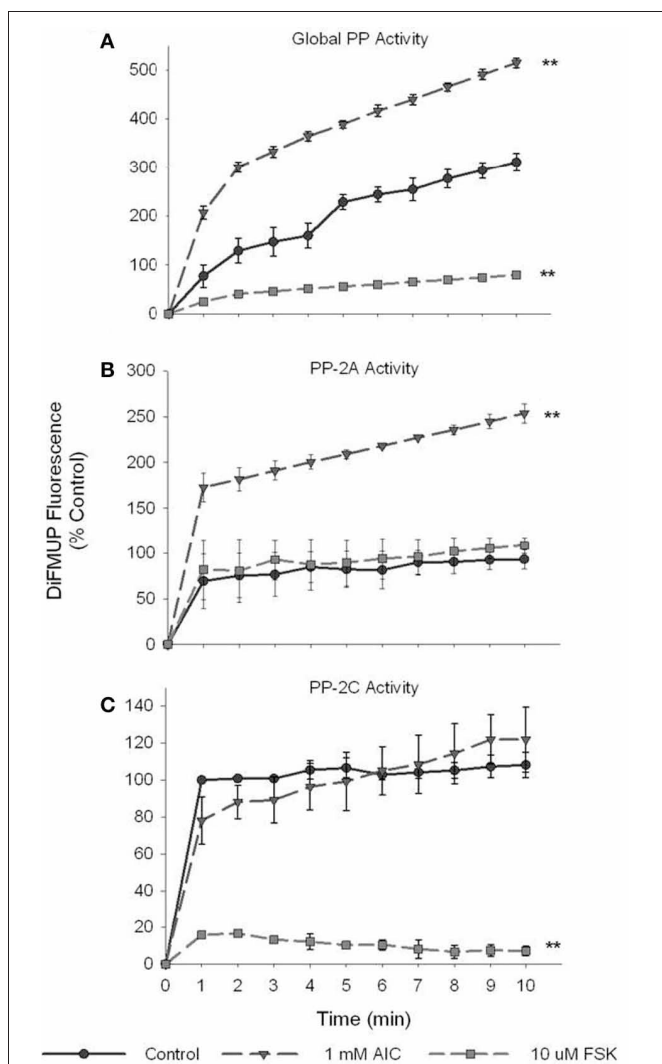 A
Global PP Activity
500
400
300
200
100
0
**
**
B
PP-2A Activity
300
250
200
150
100
50
0
**
DiFMUP Fluorescence
(% Control)
C
PP-2C Activity
140
120
100
80
60
40
20
0
**
0 1 2 3 4 5 6 7 8 9 10
Time (min)
Control 1 mM AIC 10 uM FSK